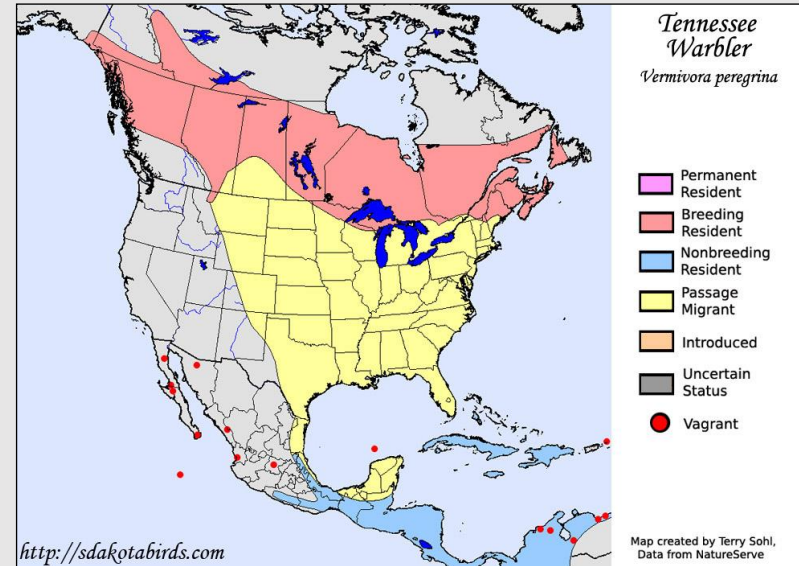 Tennessee
Warbler
Vermivora peregrina
Permanent
Resident
Breeding
Resident
Nonbreeding
Resident
Passage
Migrant
Introduced
Uncertain
Status
Vagrant
http://sdakotabirds.com
Map created by Terry Sohl,
Data from NatureServe